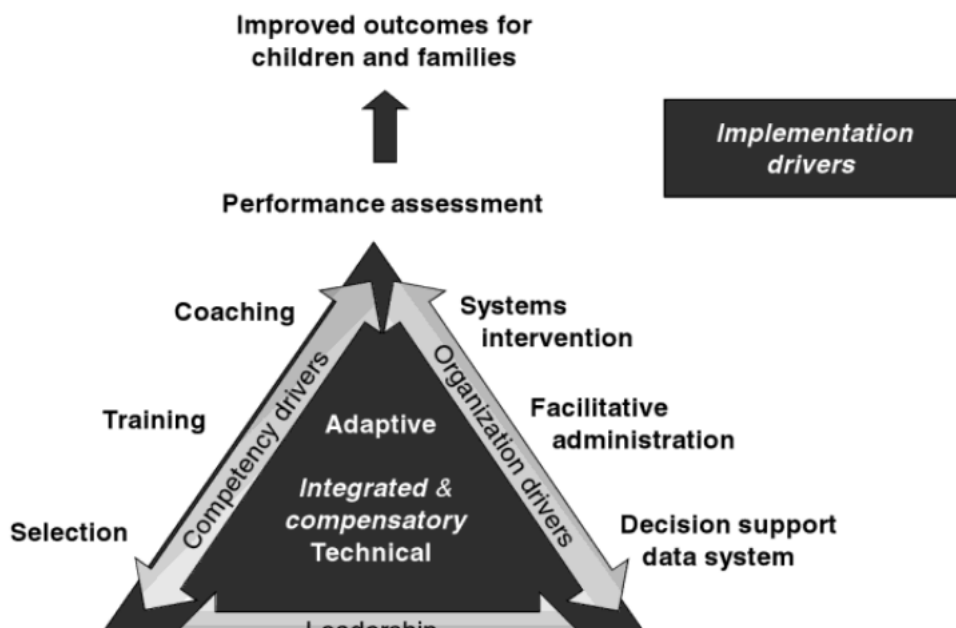 Improved outcomes for
children and families
Implementation
drivers
Performance assessment
Coaching
Systems
intervention
Training
Competency drivers
Organization drivers
Facilitative
administration
Adaptive
Integrated &
compensatory
Technical
Selection
Decision support
data system
Leadership